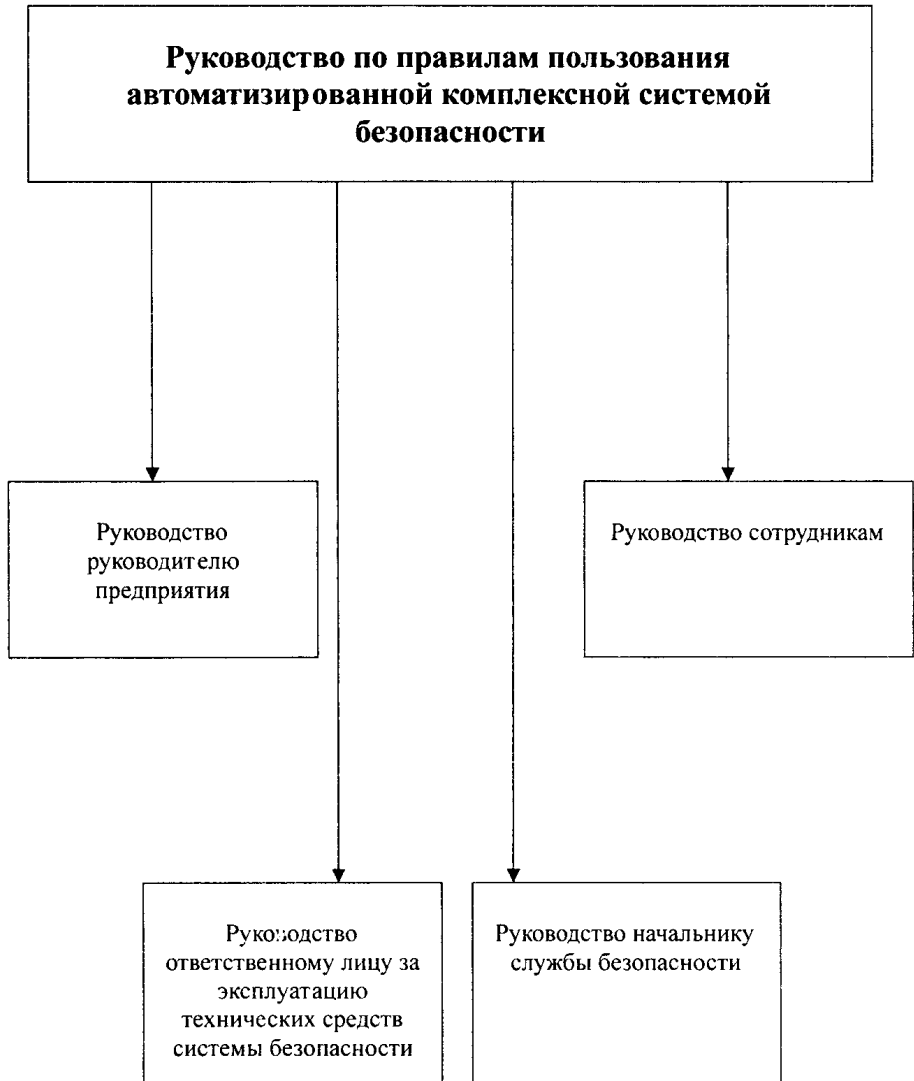 Руководство по правилам пользования
автоматизированной комплексной системой
безопасности
Руководство
руководителю
предприятия
Руководство сотрудникам
Руководство
ответственному лицу за
эксплуатацию
технических средств
системы безопасности
Руководство начальнику
службы безопасности